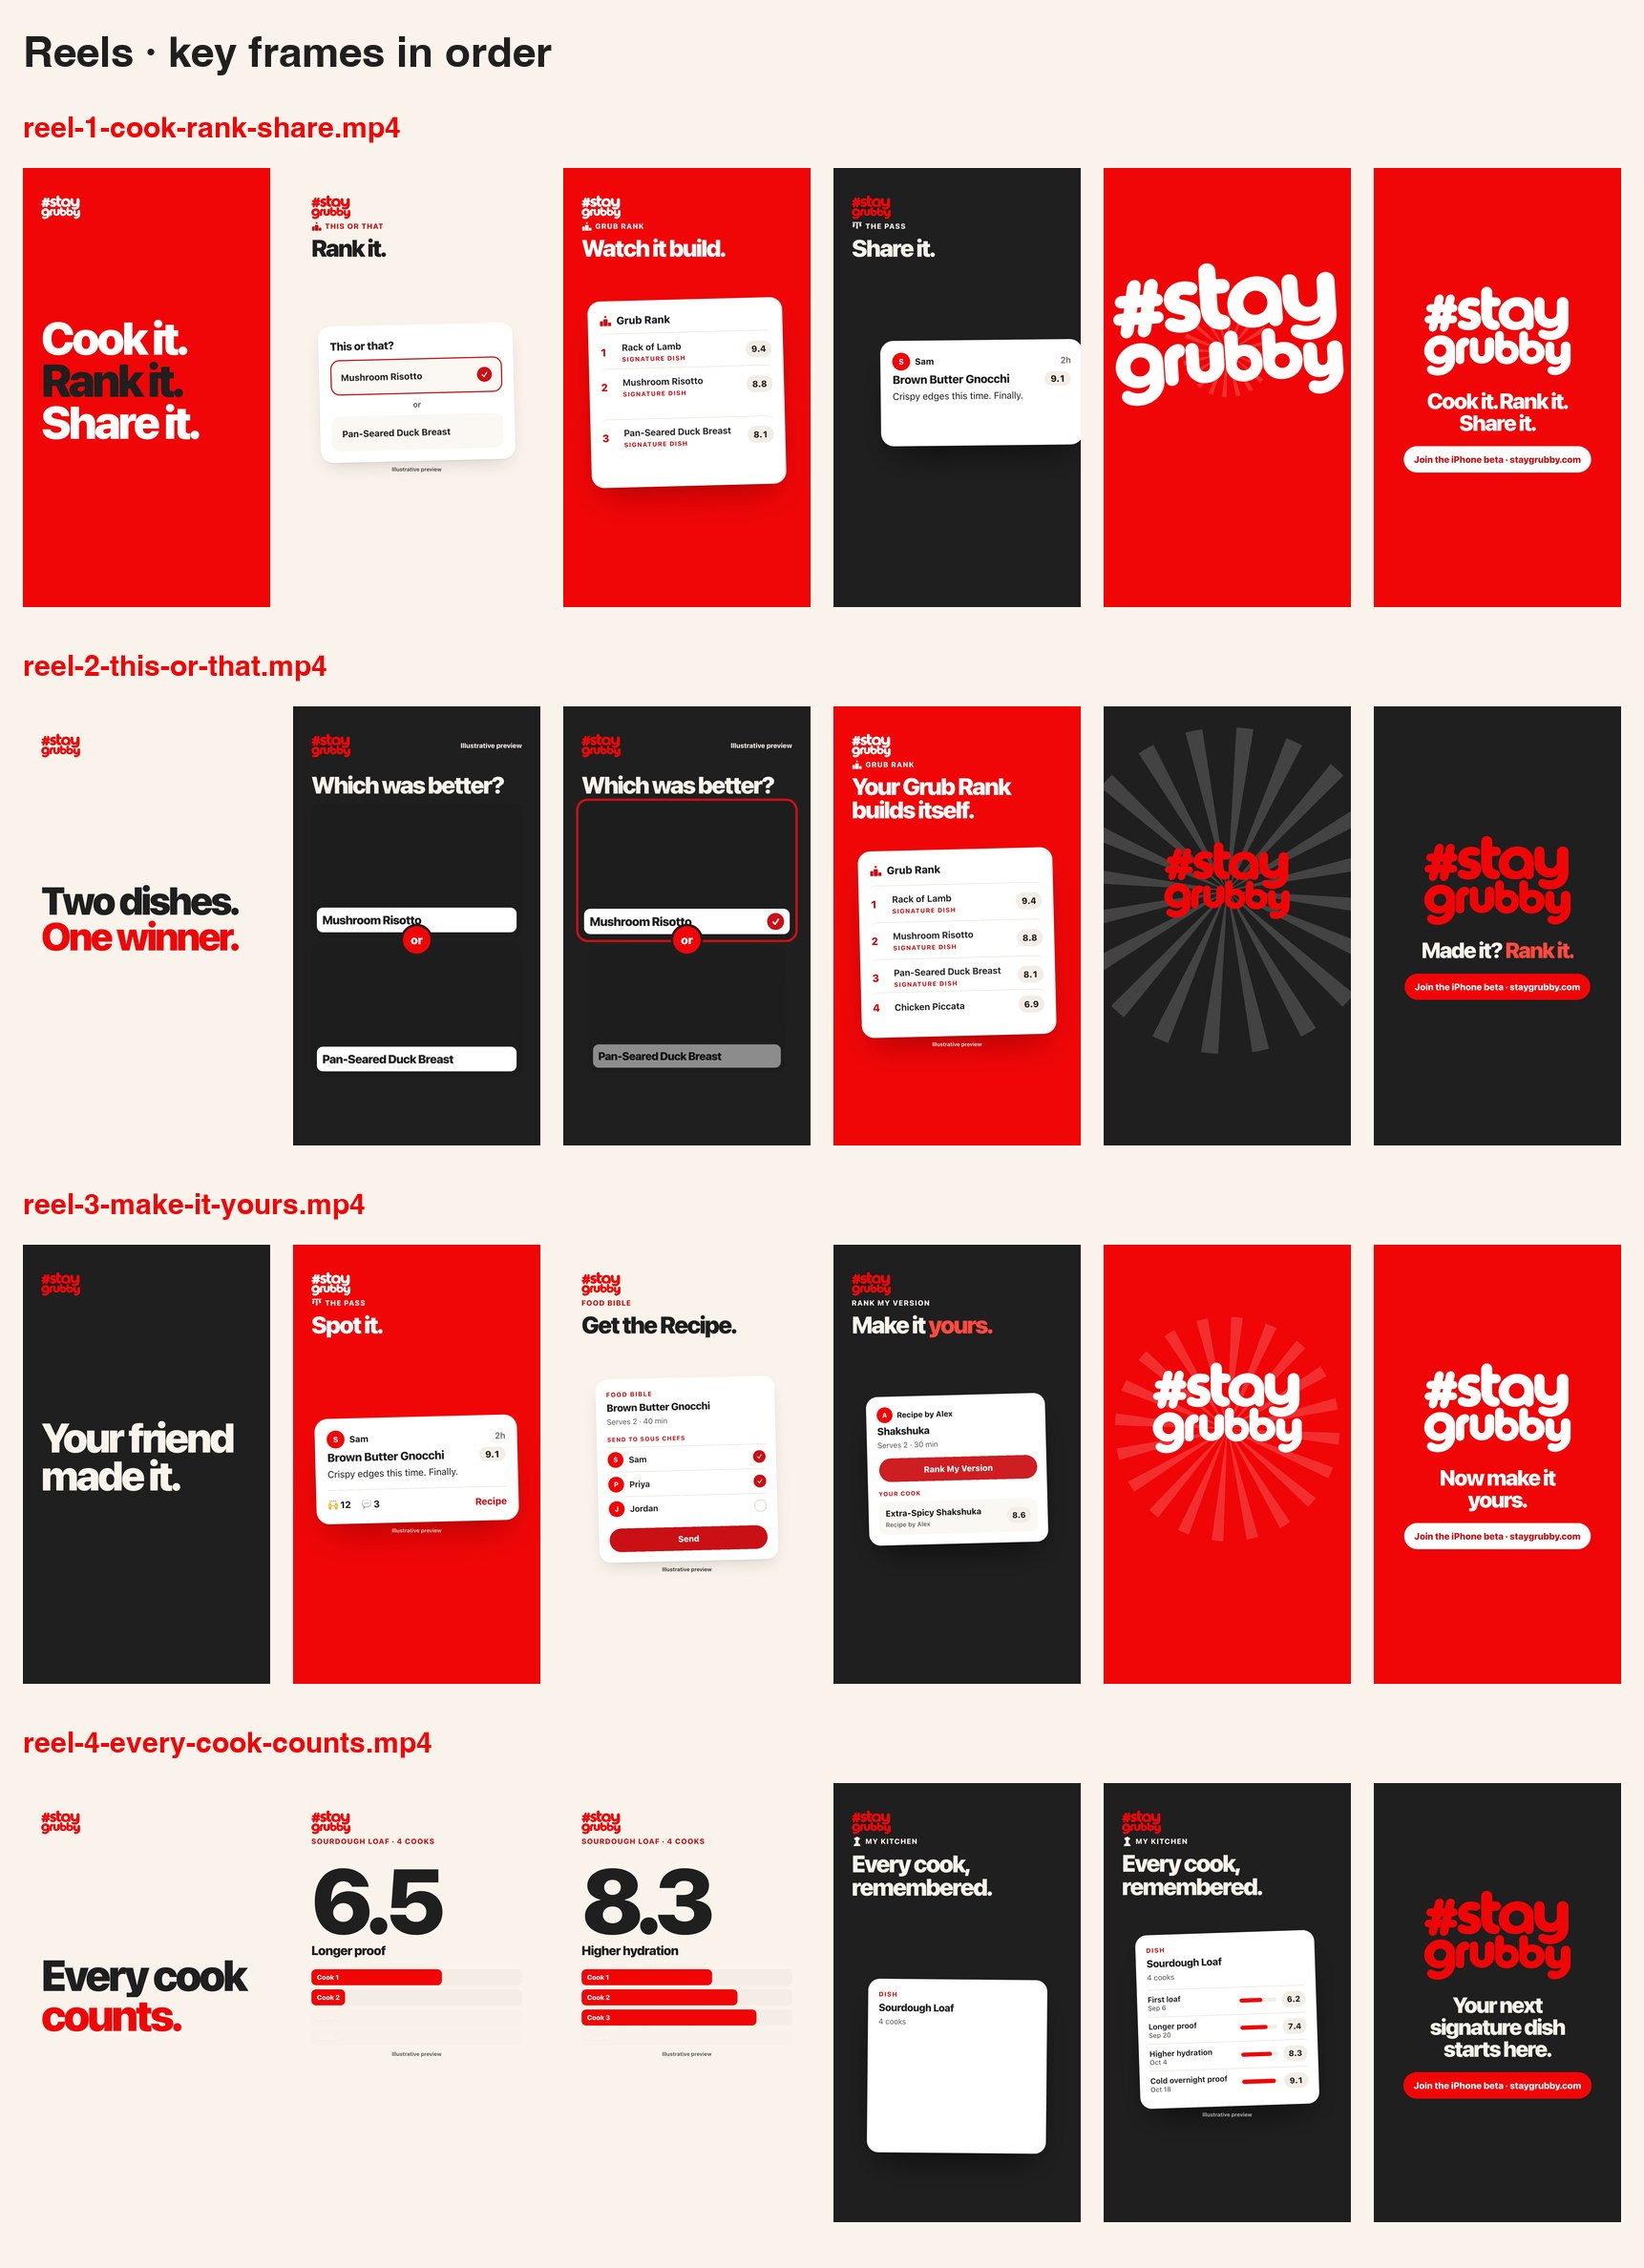 Reels · key frames in order
reel-1-cook-rank-share.mp4
#stay
grubby
Cook it.
Rank it.
Share it.
#stay
grubby
THIS OR THAT
Rank it.
This or that?
Mushroom Risotto
or
Pan-Seared Duck Breast
Illustrative preview
#stay
grubby
GRUB RANK
Watch it build.
Grub Rank
1 Rack of Lamb 9.4
SIGNATURE DISH
2 Mushroom Risotto 8.8
SIGNATURE DISH
3 Pan-Seared Duck Breast 8.1
SIGNATURE DISH
#stay
grubby
THE PASS
Share it.
S Sam 2h
Brown Butter Gnocchi 9.1
Crispy edges this time. Finally.
#stay
grubby
#stay
grubby
Cook it. Rank it.
Share it.
Join the iPhone beta · staygrubby.com
reel-2-this-or-that.mp4
#stay
grubby
Two dishes.
One winner.
#stay
grubby
Illustrative preview
Which was better?
Mushroom Risotto
or
Pan-Seared Duck Breast
#stay
grubby
Illustrative preview
Which was better?
Mushroom Risotto
or
Pan-Seared Duck Breast
#stay
grubby
GRUB RANK
Your Grub Rank
builds itself.
Grub Rank
1 Rack of Lamb 9.4
SIGNATURE DISH
2 Mushroom Risotto 8.8
SIGNATURE DISH
3 Pan-Seared Duck Breast 8.1
SIGNATURE DISH
4 Chicken Piccata 6.9
Illustrative preview
#stay
grubby
#stay
grubby
Made it? Rank it.
Join the iPhone beta · staygrubby.com
reel-3-make-it-yours.mp4
#stay
grubby
Your friend
made it.
#stay
grubby
THE PASS
Spot it.
S Sam 2h
Brown Butter Gnocchi 9.1
Crispy edges this time. Finally.
12 3 Recipe
Illustrative preview
#stay
grubby
FOOD BIBLE
Get the Recipe.
FOOD BIBLE
Brown Butter Gnocchi
Serves 2 · 40 min
SEND TO SOUS CHEFS
S Sam
P Priya
J Jordan
Send
Illustrative preview
#stay
grubby
RANK MY VERSION
Make it yours.
A Recipe by Alex
Shakshuka
Serves 2 · 30 min
Rank My Version
YOUR COOK
Extra-Spicy Shakshuka 8.6
Recipe by Alex
#stay
grubby
#stay
grubby
Now make it
yours.
Join the iPhone beta · staygrubby.com
reel-4-every-cook-counts.mp4
#stay
grubby
Every cook
counts.
#stay
grubby
SOURDOUGH LOAF · 4 COOKS
6.5
Longer proof
Cook 1
Cook 2
Illustrative preview
#stay
grubby
SOURDOUGH LOAF · 4 COOKS
8.3
Higher hydration
Cook 1
Cook 2
Cook 3
Illustrative preview
#stay
grubby
MY KITCHEN
Every cook,
remembered.
DISH
Sourdough Loaf
4 cooks
#stay
grubby
MY KITCHEN
Every cook,
remembered.
DISH
Sourdough Loaf
4 cooks
First loaf 6.2
Sep 6
Longer proof 7.4
Sep 20
Higher hydration 8.3
Oct 4
Cold overnight proof 9.1
Oct 18
Illustrative preview
#stay
grubby
Your next
signature dish
starts here.
Join the iPhone beta · staygrubby.com